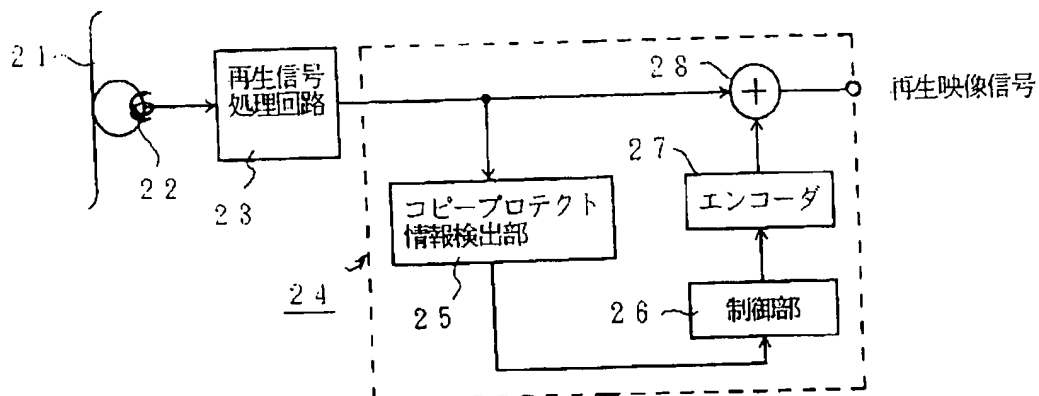 21
22
再生信号
処理回路
23
24
コピープロテクト
情報検出部
25
制御部
26
エンコーダ
27
28
再生映像信号